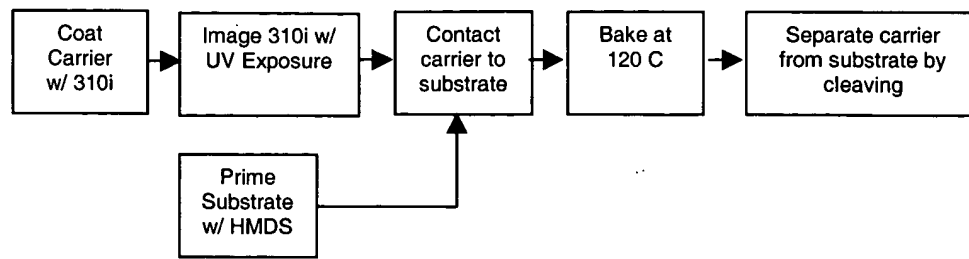 Coat
Carrier
w/ 310i
Image 310i w/
UV Exposure
Contact
carrier to
substrate
Bake at
120 C
Separate carrier
from substrate by
cleaving
Prime
Substrate
w/ HMDS